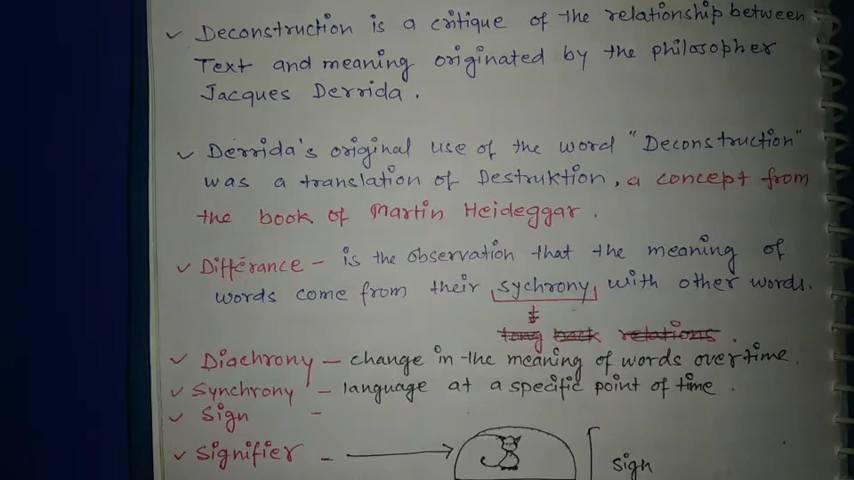 ✓ Deconstruction is a critique of the relationship between
Text and meaning originated by the philosopher
Jacques Derrida.
✓ Derrida's original use of the word "Deconstruction"
was a translation of Destruktion, a concept from
the book of Martin Heideggar.
✓ Différance - is the observation that the meaning of
words come from their sychrony with other words.
back relations.
✓ Diachrony - change in the meaning of words over time.
✓ Synchrony - language at a specific point of time.
✓ Sign -
✓ Signifier - → sign